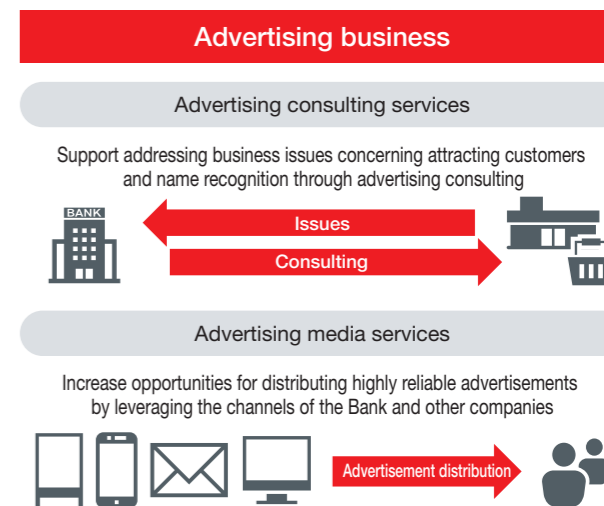 Advertising business
Advertising consulting services
Support addressing business issues concerning attracting customers
and name recognition through advertising consulting
BANK
Issues
Consulting
Advertising media services
Increase opportunities for distributing highly reliable advertisements
by leveraging the channels of the Bank and other companies
Advertisement distribution